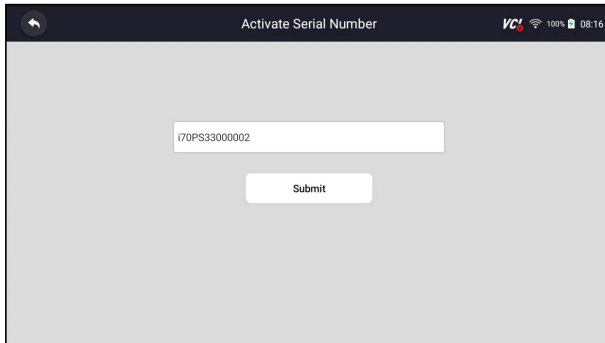 Activate Serial Number
VCI 100% 08:16
i70PS33000002
Submit